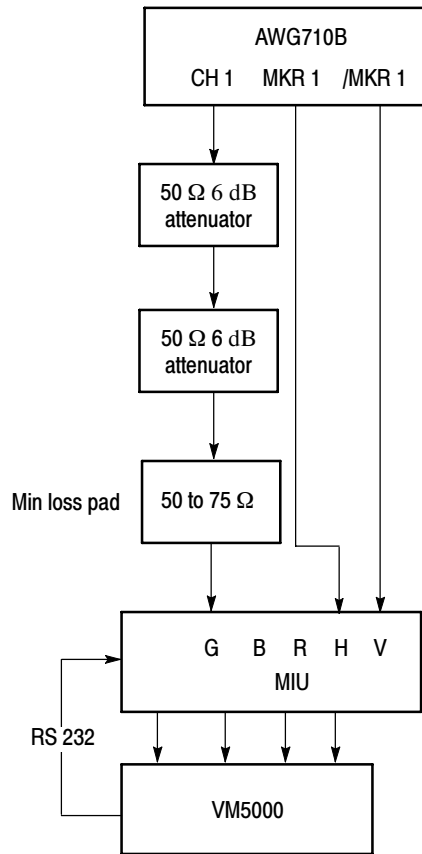 AWG710B
CH 1 MKR 1 /MKR 1
50 Ω 6 dB
attenuator
50 Ω 6 dB
attenuator
Min loss pad
50 to 75 Ω
G B R H V
MIU
RS 232
VM5000